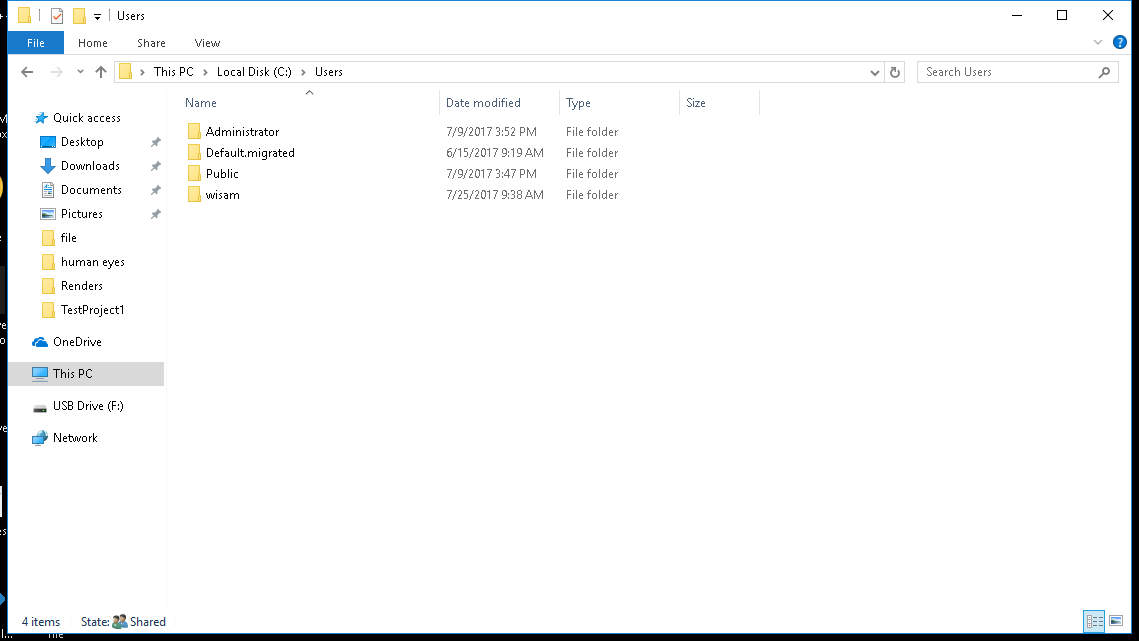 Users
File Home Share View
This PC Local Disk (C:) Users
Search Users
Name Date modified Type Size
Quick access
Desktop
Downloads
Documents
Pictures
file
human eyes
Renders
TestProject1
OneDrive
This PC
USB Drive (F:)
Network
Administrator 7/9/2017 3:52 PM File folder
Default.migrated 6/15/2017 9:19 AM File folder
Public 7/9/2017 3:47 PM File folder
wisam 7/25/2017 9:38 AM File folder
4 items State: Shared